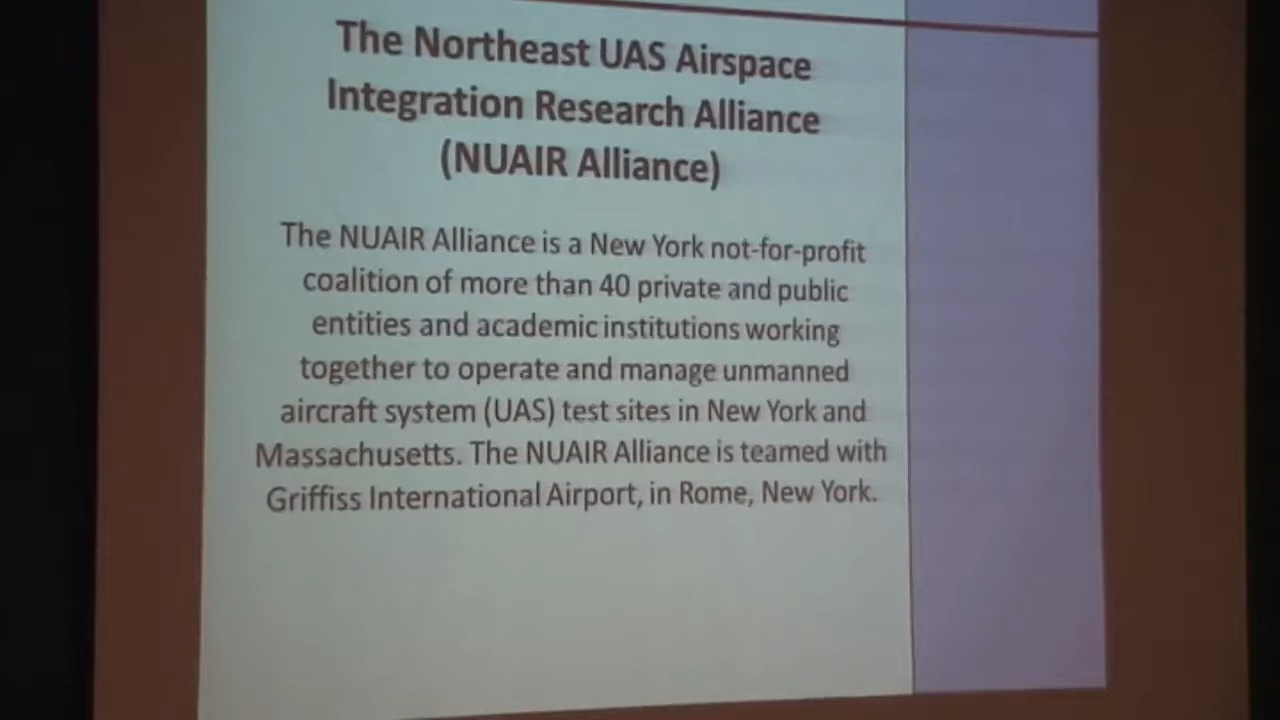 The Northeast UAS Airspace
Integration Research Alliance
(NUAIR Alliance)
The NUAIR Alliance is a New York not-for-profit
coalition of more than 40 private and public
entities and academic institutions working
together to operate and manage unmanned
aircraft system (UAS) test sites in New York and
Massachusetts. The NUAIR Alliance is teamed with
Griffiss International Airport, in Rome, New York.